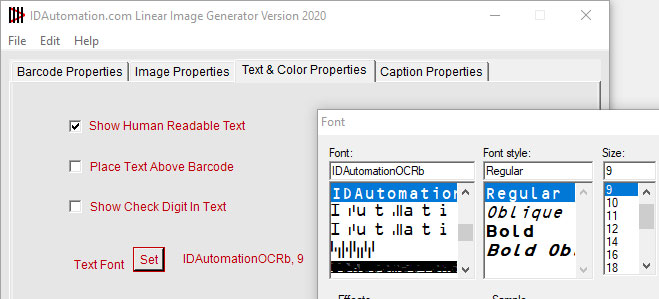 IDAutomation.com Linear Image Generator Version 2020
File Edit Help
Barcode Properties Image Properties Text & Color Properties Caption Properties
Show Human Readable Text
Place Text Above Barcode
Show Check Digit In Text
Text Font Set IDAutomationOCRb, 9
Font
Font: Font style: Size:
IDAutomationOCRb Regular 9
IDAutomation Regular 9
Oblique 10
Bold 11
Bold Ob 12
14
16
18
Effects Sample